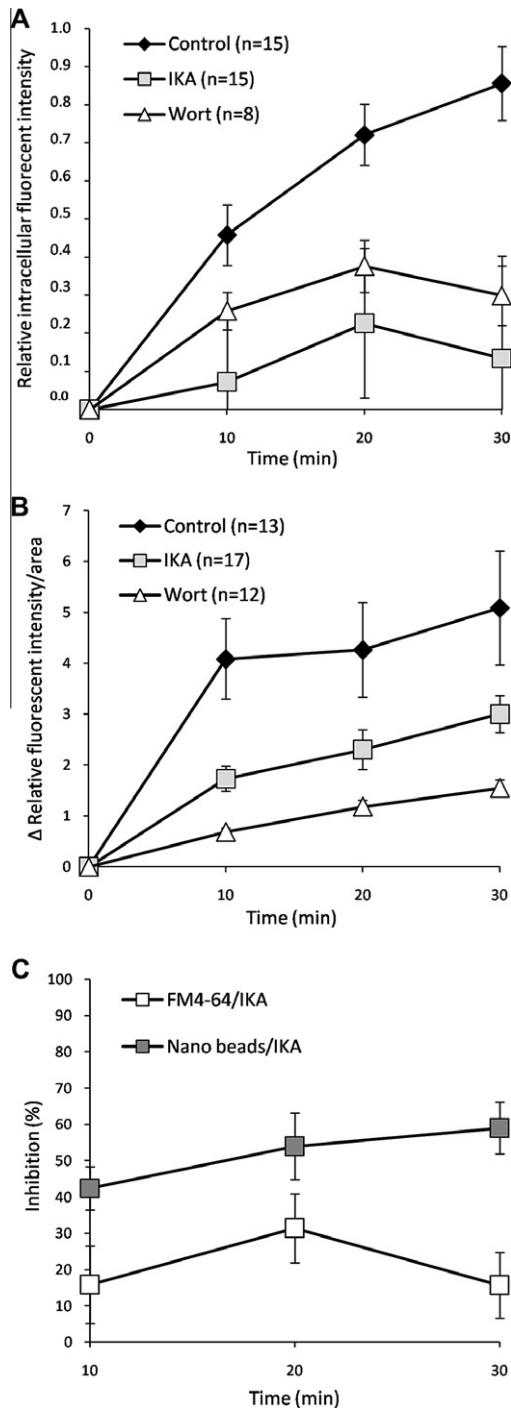 A
Control (n=15)
IKA (n=15)
Wort (n=8)
Relative intracellular fluorecent intensity
1.0
0.9
0.8
0.7
0.6
0.5
0.4
0.3
0.2
0.1
0.0
0 10 20 30
Time (min)
B
Control (n=13)
IKA (n=17)
Wort (n=12)
Δ Relative fluorescent intensity/area
7
6
5
4
3
2
1
0
0 10 20 30
Time (min)
C
FM4-64/IKA
Nano beads/IKA
Inhibition (%)
100
90
80
70
60
50
40
30
20
10
0
10 20 30
Time (min)